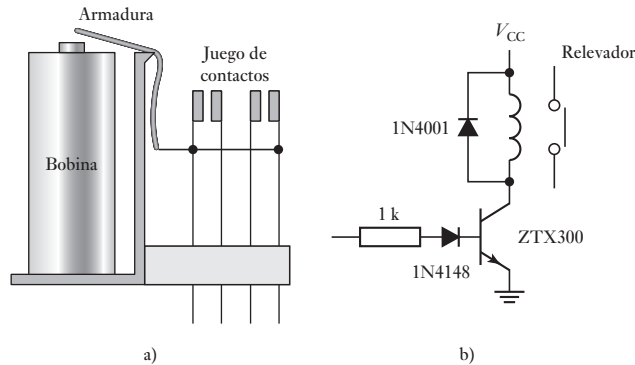 Armadura
Juego de
contactos
Bobina
a)
V_CC
Relevador
1N4001
1 k
ZTX300
1N4148
b)